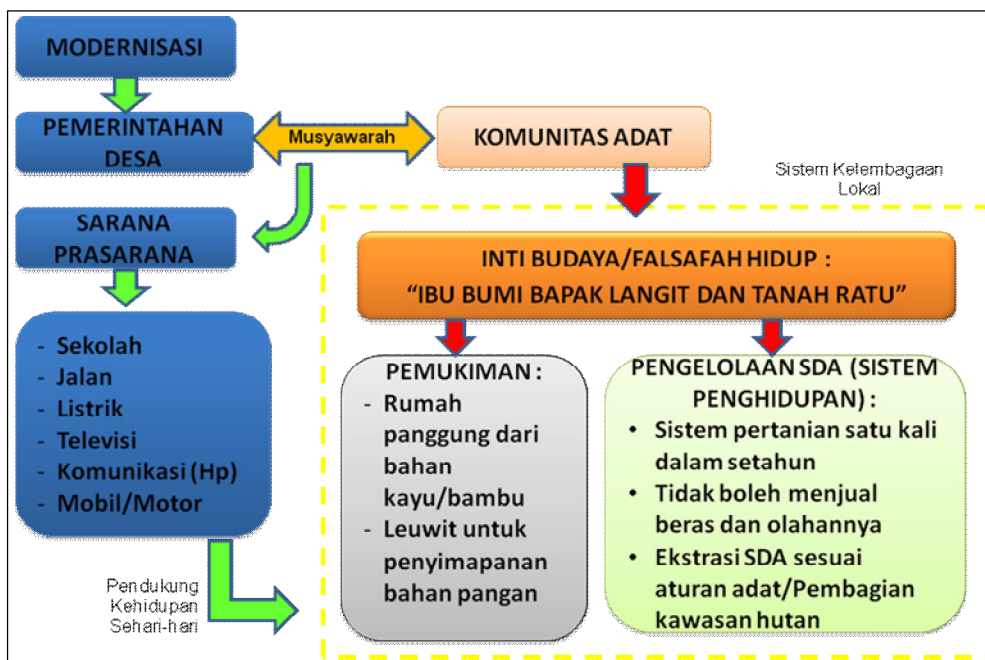 MODERNISASI
PEMERINTAHAN
DESA
Musyawarah
KOMUNITAS ADAT
Sistem Kelembagaan
Lokal
SARANA
PRASARANA
INTI BUDAYA/FALSAFAH HIDUP :
“IBU BUMI BAPAK LANGIT DAN TANAH RATU”
- Sekolah
- Jalan
- Listrik
- Televisi
- Komunikasi (Hp)
- Mobil/Motor
PEMUKIMAN :
- Rumah
panggung dari
bahan
kayu/bambu
- Leuwit untuk
penyimapanan
bahan pangan
PENGELOLAAN SDA (SISTEM
PENGHIDUPAN) :
• Sistem pertanian satu kali
dalam setahun
• Tidak boleh menjual
beras dan olahannya
• Ekstrasi SDA sesuai
aturan adat/Pembagian
kawasan hutan
Pendukung
Kehidupan
Sehari-hari